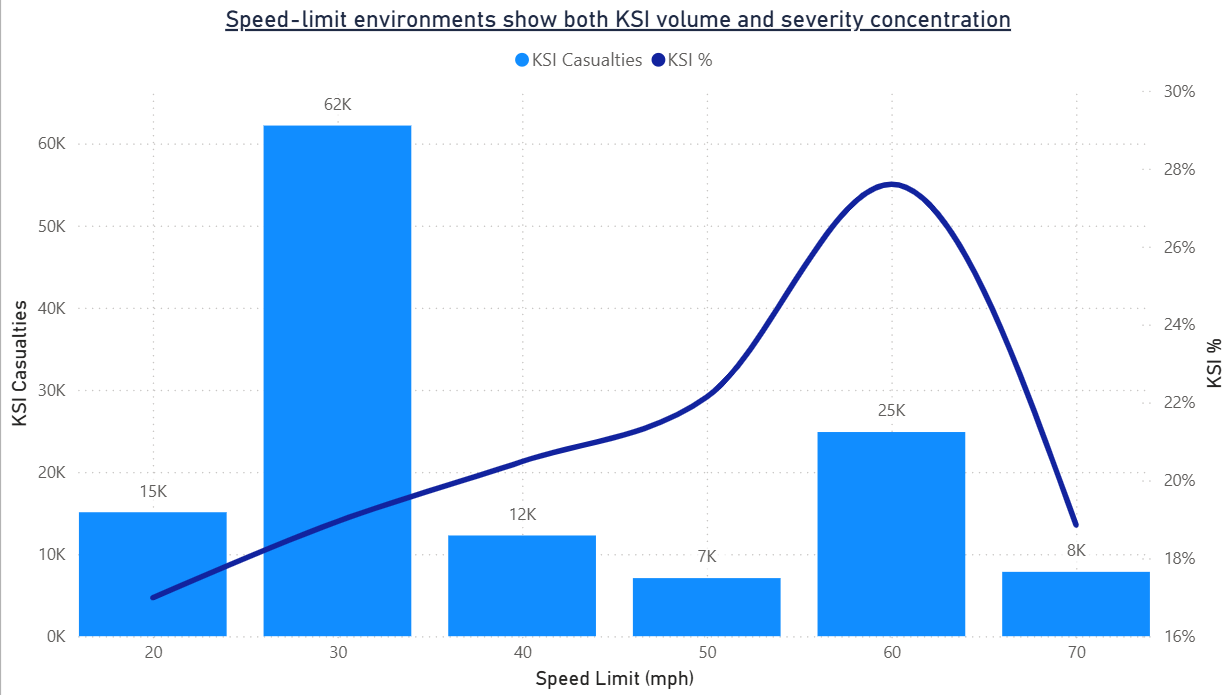 Speed-limit environments show both KSI volume and severity concentration
KSI Casualties KSI %
30%
62K
60K
28%
50K
26%
40K
24%
KSI Casualties
KSI %
30K
22%
25K
20K
20%
15K
12K
10K
7K
8K
18%
0K
16%
20 30 40 50 60 70
Speed Limit (mph)